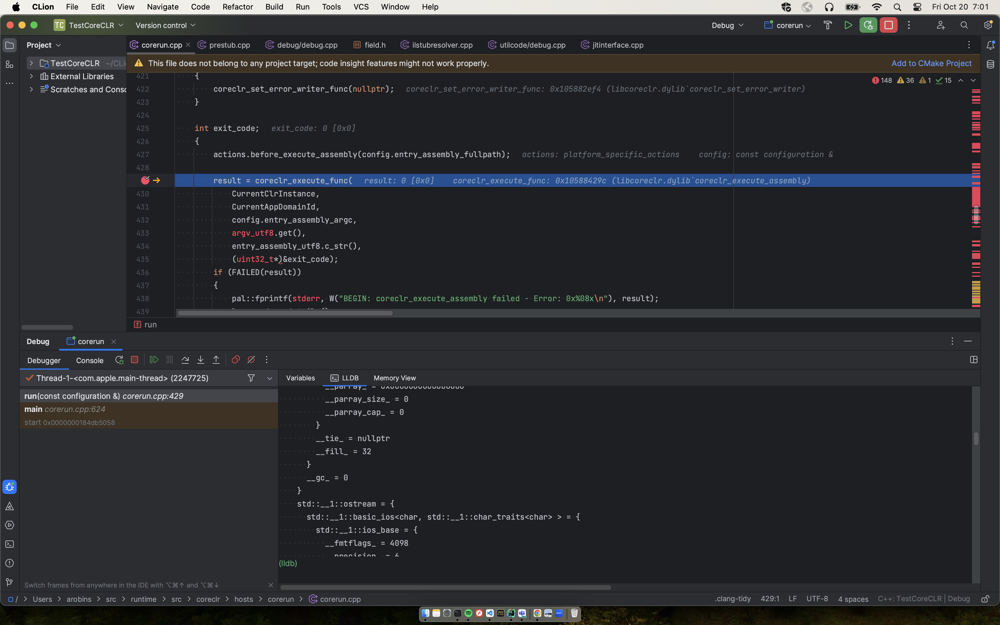 CLion File Edit View Navigate Code Refactor Build Run Tools VCS Window Help Fri Oct 20 7:01
TC TestCoreCLR Version control Debug corerun
Project
corerun.cpp prestub.cpp debug/debug.cpp field.h ilstubresolver.cpp utilcode/debug.cpp jitinterface.cpp
TestCoreCLR ~/CLi
External Libraries
Scratches and Consc
This file does not belong to any project target; code insight features might not work properly. Add to CMake Project
148 36 1 15
421 {
422 coreclr_set_error_writer_func(nullptr); coreclr_set_error_writer_func: 0x105882ef4 (libcoreclr.dylib`coreclr_set_error_writer)
423 }
424
425 int exit_code; exit_code: 0 [0x0]
426 {
427 actions.before_execute_assembly(config.entry_assembly_fullpath); actions: platform_specific_actions config: const configuration &
428
result = coreclr_execute_func( result: 0 [0x0] coreclr_execute_func: 0x10588429c (libcoreclr.dylib`coreclr_execute_assembly)
430 CurrentClrInstance,
431 CurrentAppDomainId,
432 config.entry_assembly_argc,
433 argv_utf8.get(),
434 entry_assembly_utf8.c_str(),
435 (uint32_t*)&exit_code);
436 if (FAILED(result))
437 {
438 pal::fprintf(stderr, W("BEGIN: coreclr_execute_assembly failed - Error: 0x%08x\n"), result);
439
f run
Debug corerun
Debugger Console
Thread-1-<com.apple.main-thread> (2247725)
run(const configuration &) corerun.cpp:429
main corerun.cpp:624
start 0x0000000184db5058
Variables LLDB Memory View
__parray_ = 0x0000000000000000
__parray_size_ = 0
__parray_cap_ = 0
}
__tie_ = nullptr
__fill_ = 32
}
__gc_ = 0
}
std::__1::ostream = {
std::__1::basic_ios<char, std::__1::char_traits<char> > = {
std::__1::ios_base = {
__fmtflags_ = 4098
__precision_ = 6
(lldb)
Switch frames from anywhere in the IDE with ⌥⌘↑ and ⌥⌘↓
/ > Users > arobins > src > runtime > src > coreclr > hosts > corerun > corerun.cpp .clang-tidy 429:1 LF UTF-8 4 spaces C++: TestCoreCLR | Debug